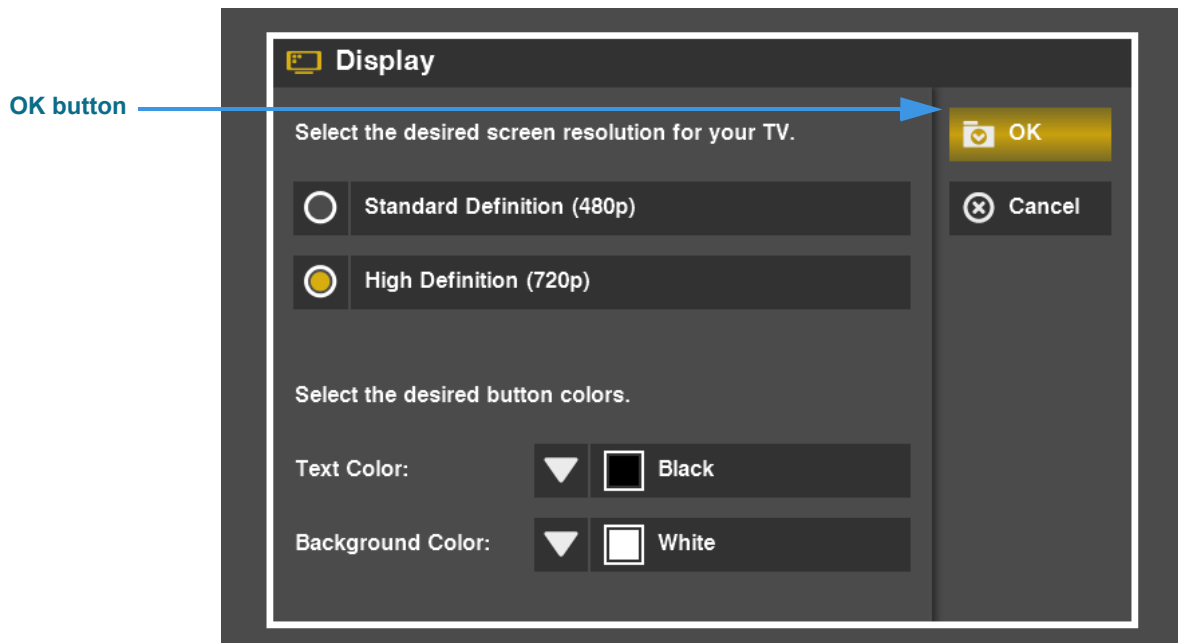 Display
OK button
Select the desired screen resolution for your TV.
OK
Standard Definition (480p)
Cancel
High Definition (720p)
Select the desired button colors.
Text Color:
Black
Background Color:
White